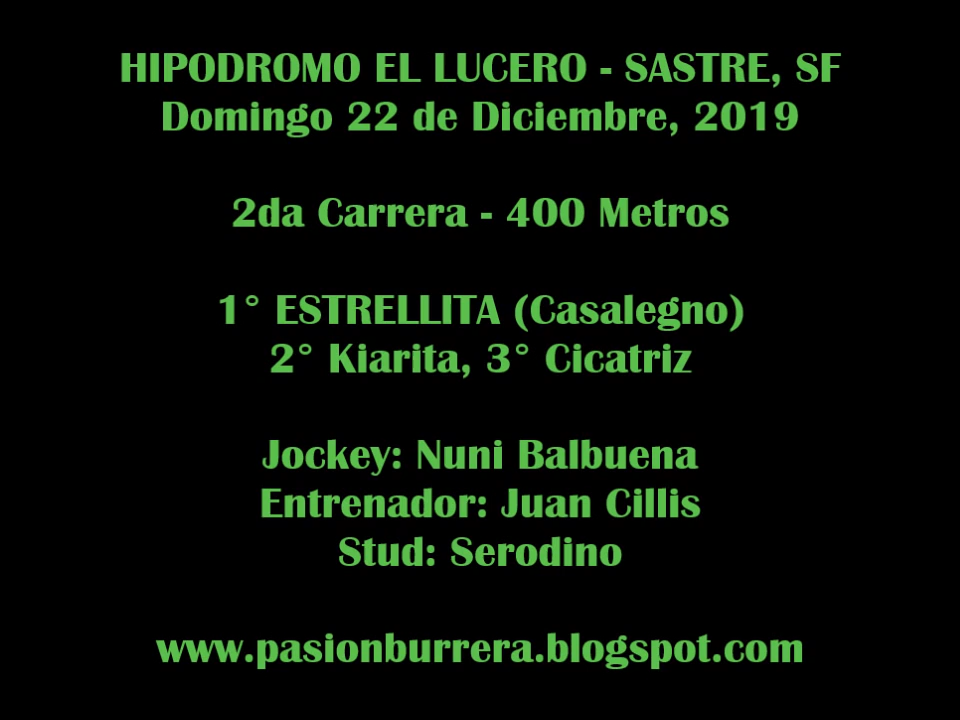 HIPODROMO EL LUCERO - SASTRE, SF
Domingo 22 de Diciembre, 2019
2da Carrera - 400 Metros
1° ESTRELLITA (Casalegno)
2° Kiarita, 3° Cicatriz
Jockey: Nuni Balbuena
Entrenador: Juan Cillis
Stud: Serodino
www.pasionburrera.blogspot.com